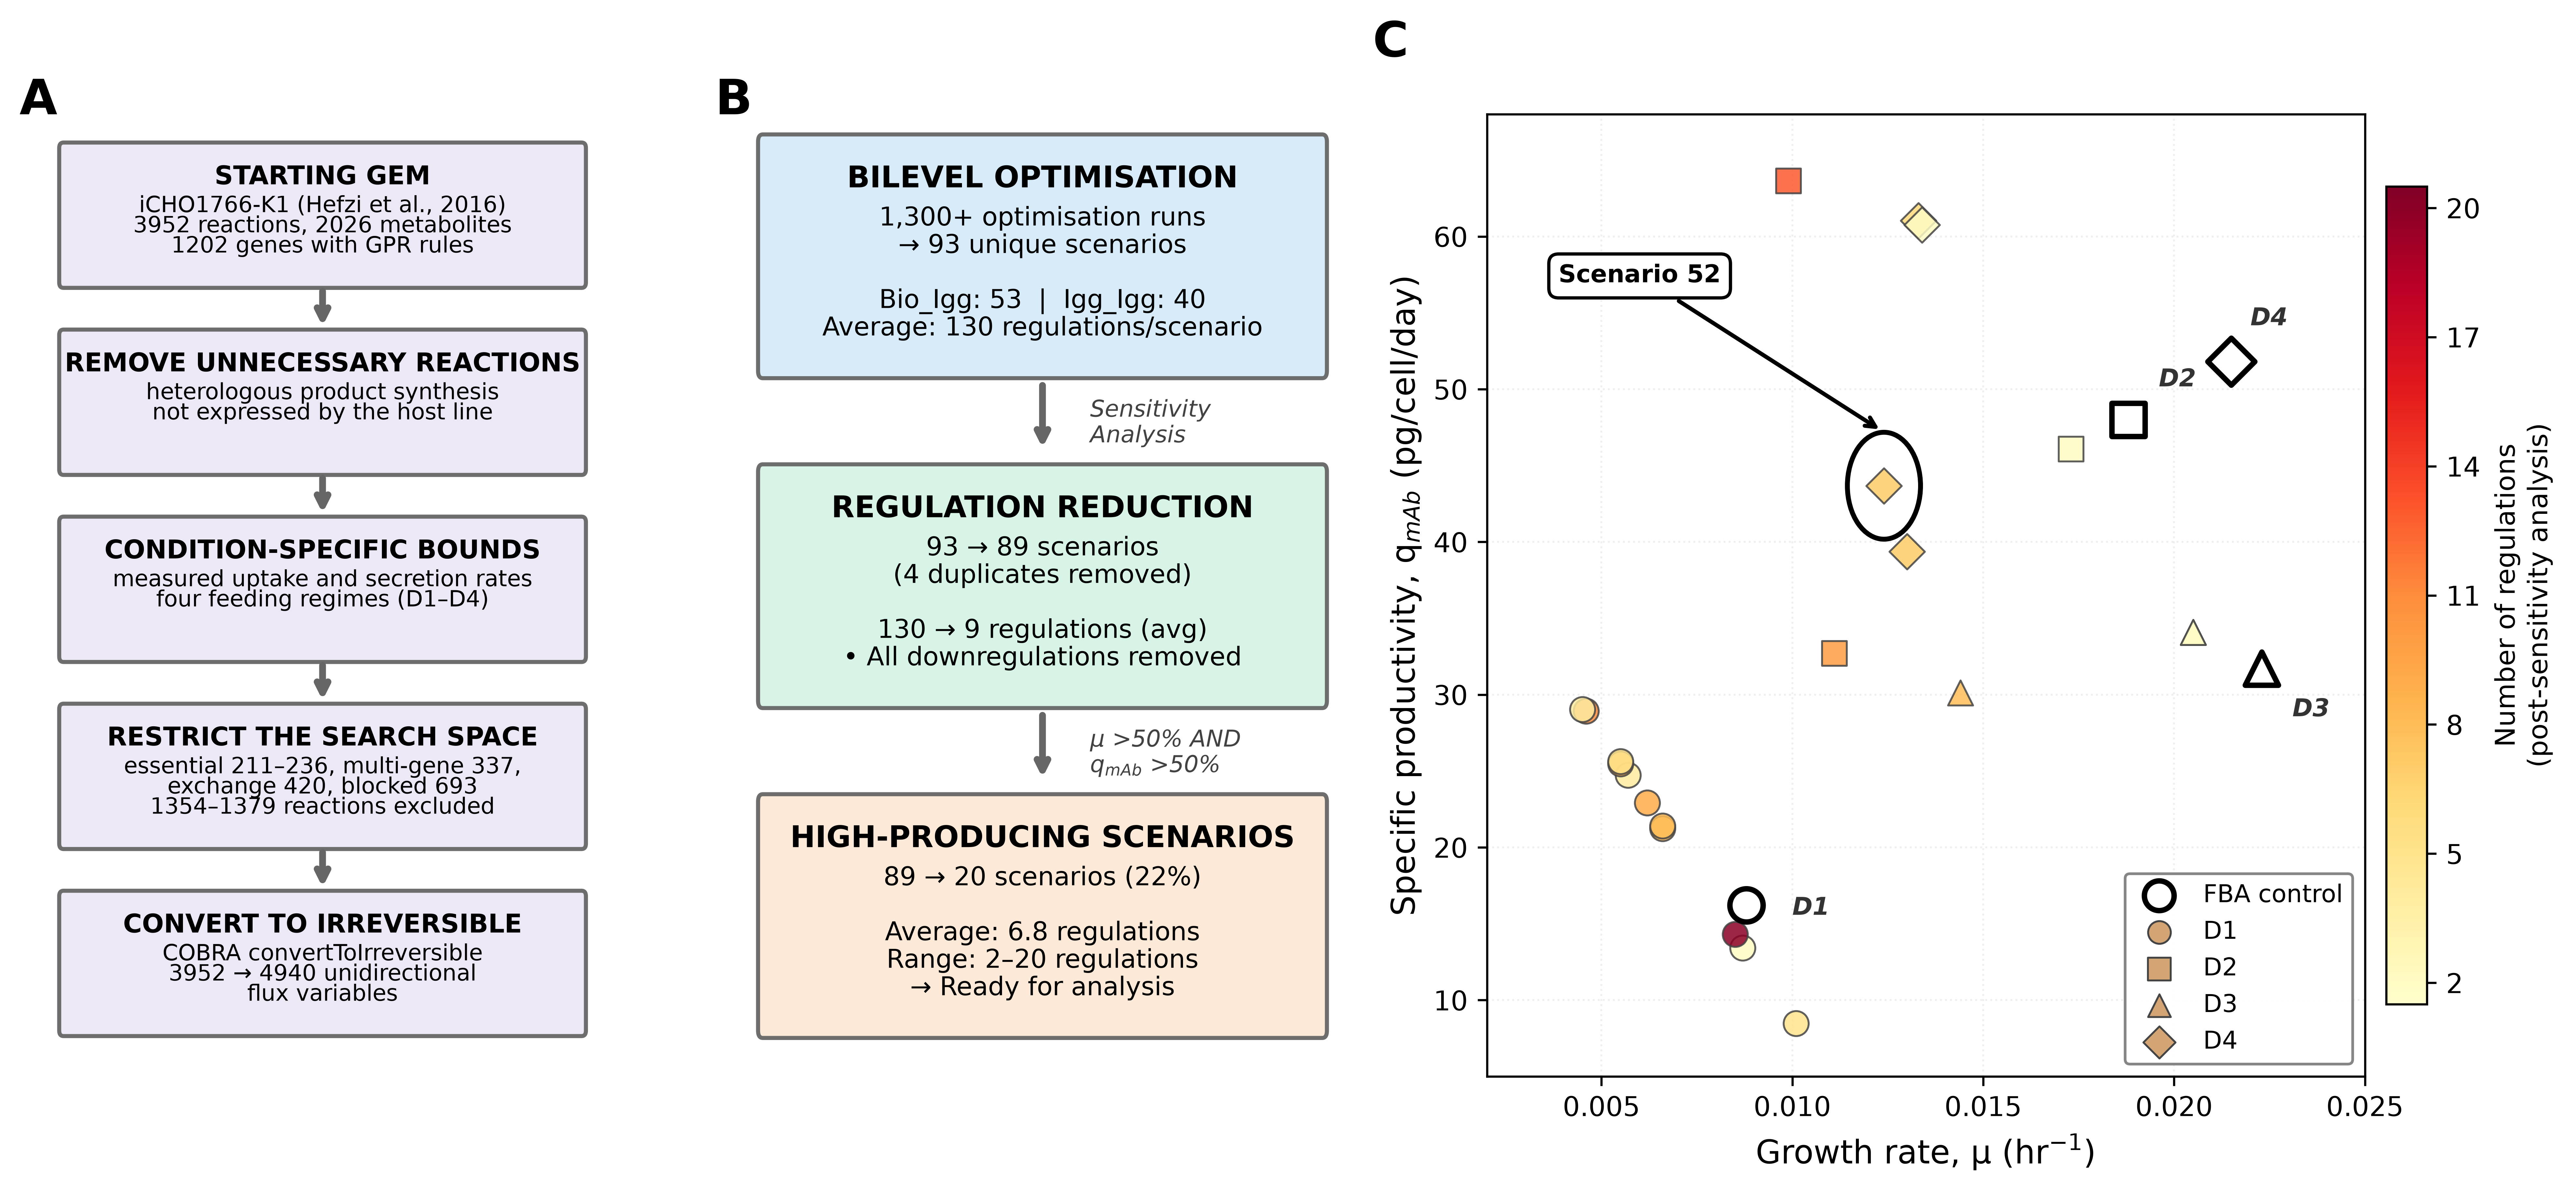 A
STARTING GEM
iCHO1766-K1 (Hefzi et al., 2016)
3952 reactions, 2026 metabolites
1202 genes with GPR rules
REMOVE UNNECESSARY REACTIONS
heterologous product synthesis
not expressed by the host line
CONDITION-SPECIFIC BOUNDS
measured uptake and secretion rates
four feeding regimes (D1–D4)
RESTRICT THE SEARCH SPACE
essential 211–236, multi-gene 337,
exchange 420, blocked 693
1354–1379 reactions excluded
CONVERT TO IRREVERSIBLE
COBRA convertToIrreversible
3952 → 4940 unidirectional
flux variables
B
BILEVEL OPTIMISATION
1,300+ optimisation runs
→ 93 unique scenarios
Bio_Igg: 53 | Igg_Igg: 40
Average: 130 regulations/scenario
Sensitivity
Analysis
REGULATION REDUCTION
93 → 89 scenarios
(4 duplicates removed)
130 → 9 regulations (avg)
• All downregulations removed
μ >50% AND
qmAb >50%
HIGH-PRODUCING SCENARIOS
89 → 20 scenarios (22%)
Average: 6.8 regulations
Range: 2–20 regulations
→ Ready for analysis
C
Specific productivity, qmAb (pg/cell/day)
60
50
40
30
20
10
Scenario 52
D4
D2
D3
D1
FBA control
D1
D2
D3
D4
0.005
0.010
0.015
0.020
0.025
Growth rate, μ (hr⁻¹)
20
17
14
11
8
5
2
Number of regulations
(post-sensitivity analysis)